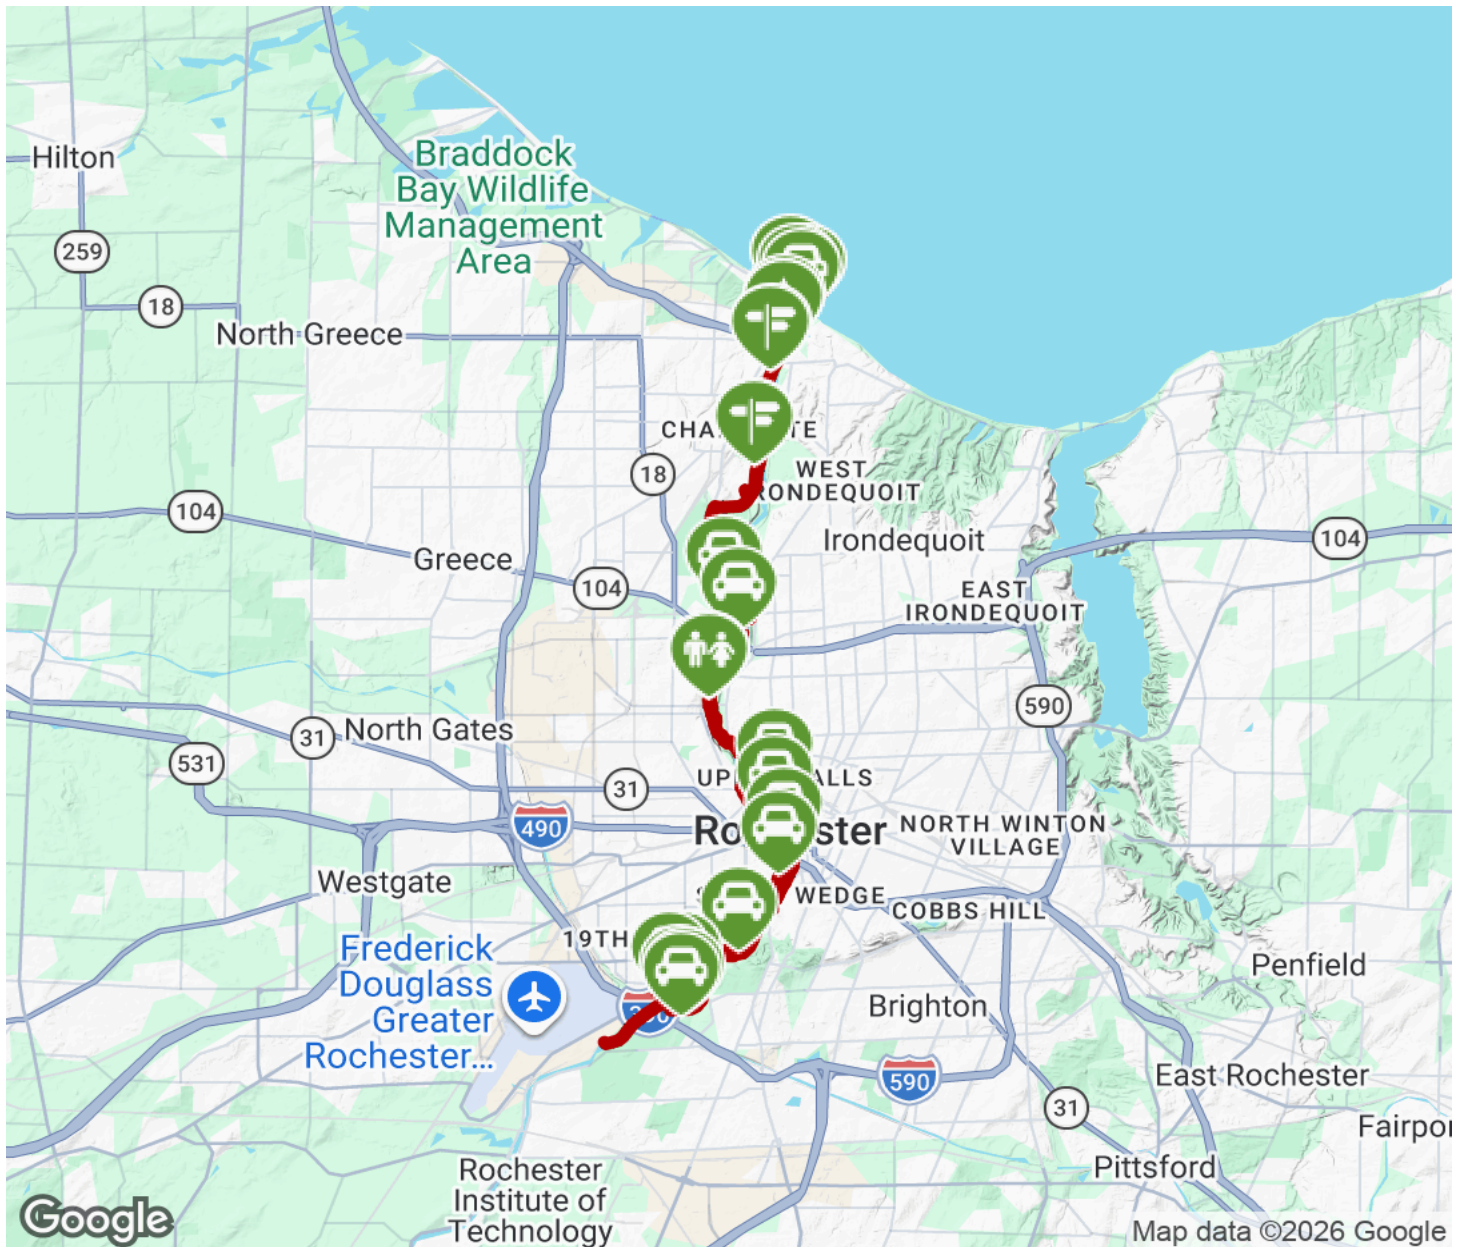 Hilton
Braddock
Bay Wildlife
Management
Area
259
18
North Greece
18
104
Greece
104
WEST
IRONDEQUOIT
Irondequoit
104
EAST
IRONDEQUOIT
590
31
North Gates
531
31
490
NORTH WINTON
VILLAGE
Westgate
WEDGE
COBBS HILL
19TH
Frederick
Douglass
Greater
Rochester...
Penfield
Brighton
590
East Rochester
31
Pittsford
Rochester
Institute of
Technology
Google
Map data ©2026 Google